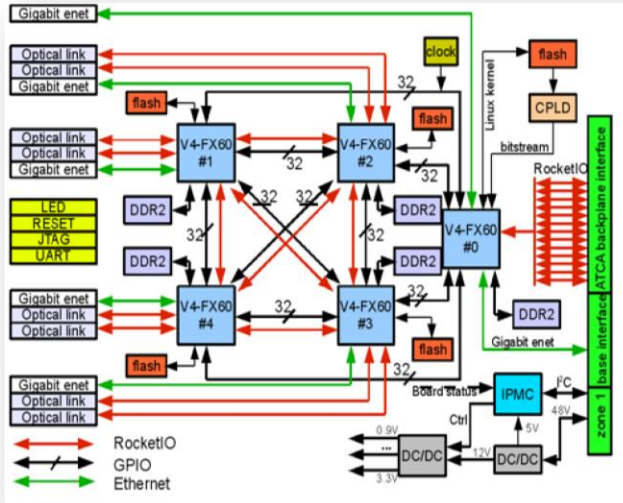 Gigabit enet
Optical link
Optical link
Gigabit enet
clock
flash
32
Linux kernel
CPLD
bitstream
flash
flash
V4-FX60
#1
V4-FX60
#2
32
32
RocketIO
ATCA backplane interface
Optical link
Optical link
Gigabit enet
LED
RESET
JTAG
UART
DDR2
32
32
DDR2
V4-FX60
#0
32
32
DDR2
DDR2
Gigabit enet
Optical link
Optical link
V4-FX60
#4
32
V4-FX60
#3
32
DDR2
base interface
Gigabit enet
flash
flash
32
Gigabit enet
Optical link
Optical link
Board status
IPMC
I²C
zone 1
Ctrl
48V
5V
RocketIO
GPIO
Ethernet
0.9V
...
3.3V
DC/DC
12V
DC/DC